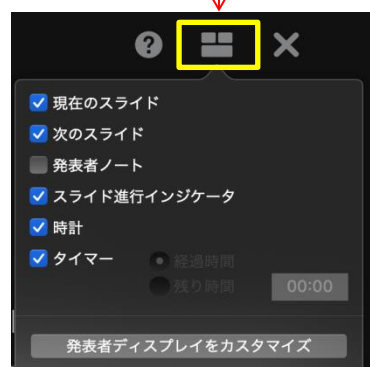 ?
現在のスライド
次のスライド
発表者ノート
スライド進行インジケータ
時計
タイマー 経過時間
残り時間 00:00
発表者ディスプレイをカスタマイズ